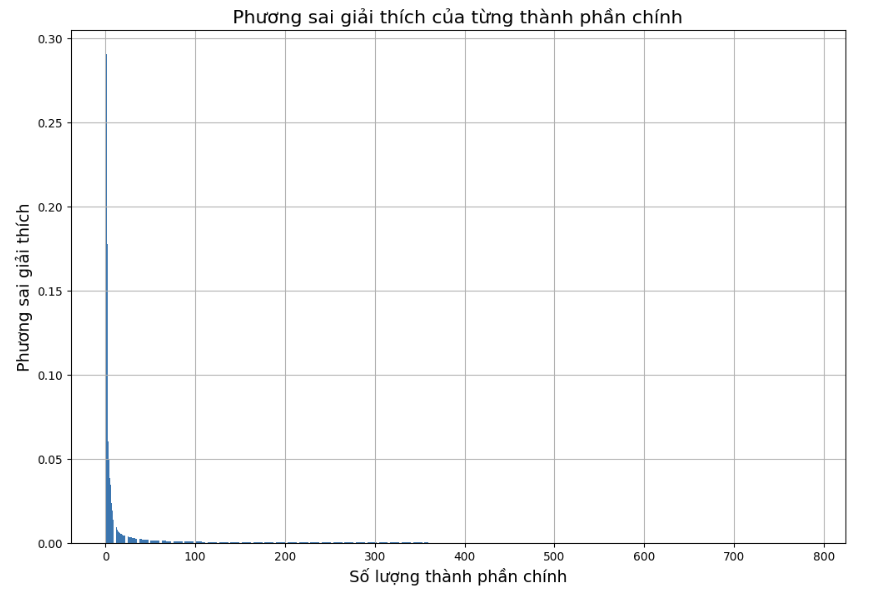 Phương sai giải thích của từng thành phần chính
0.30
0.25
0.20
0.15
0.10
0.05
0.00
Phương sai giải thích
0 100 200 300 400 500 600 700 800
Số lượng thành phần chính